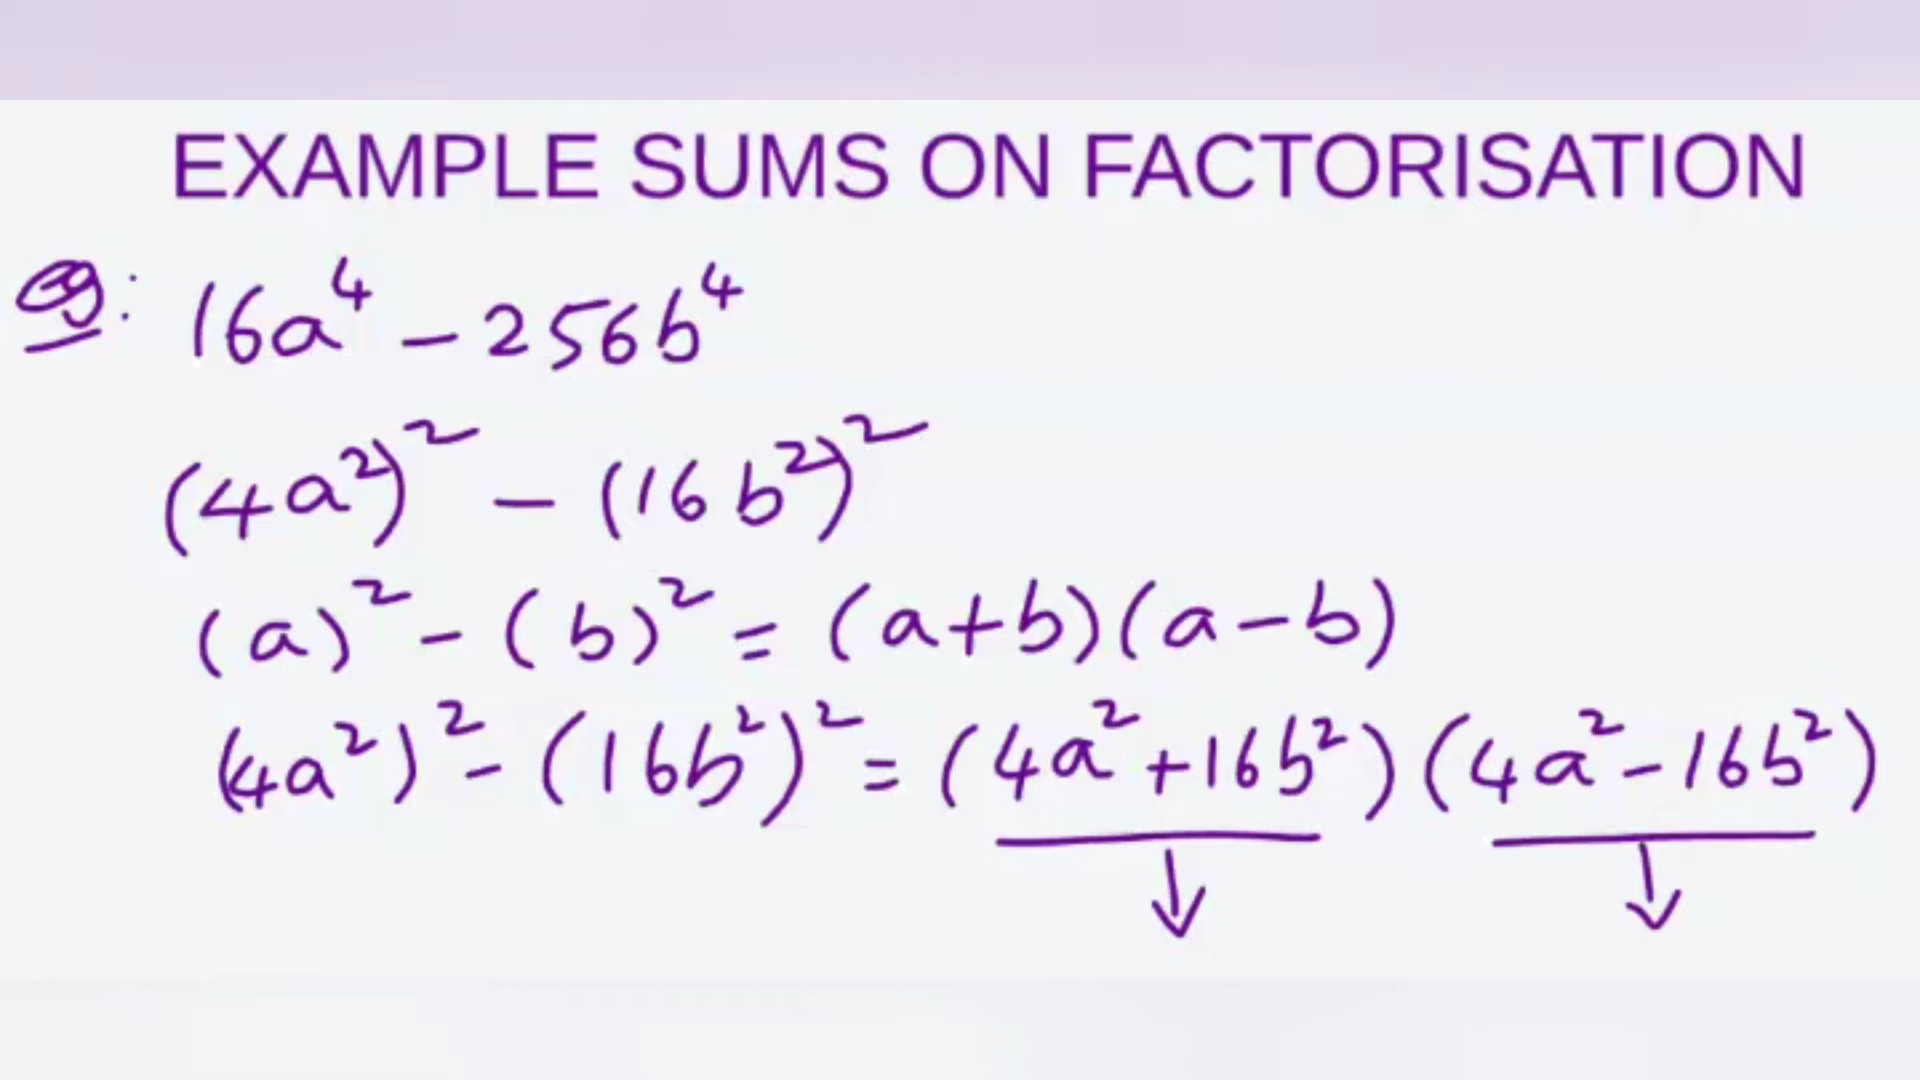 EXAMPLE SUMS ON FACTORISATION
Eg: 16a⁴ - 256b⁴
(4a²)² - (16b²)²
(a)² - (b)² = (a+b)(a-b)
(4a²)² - (16b²)² = (4a²+16b²)(4a²-16b²)